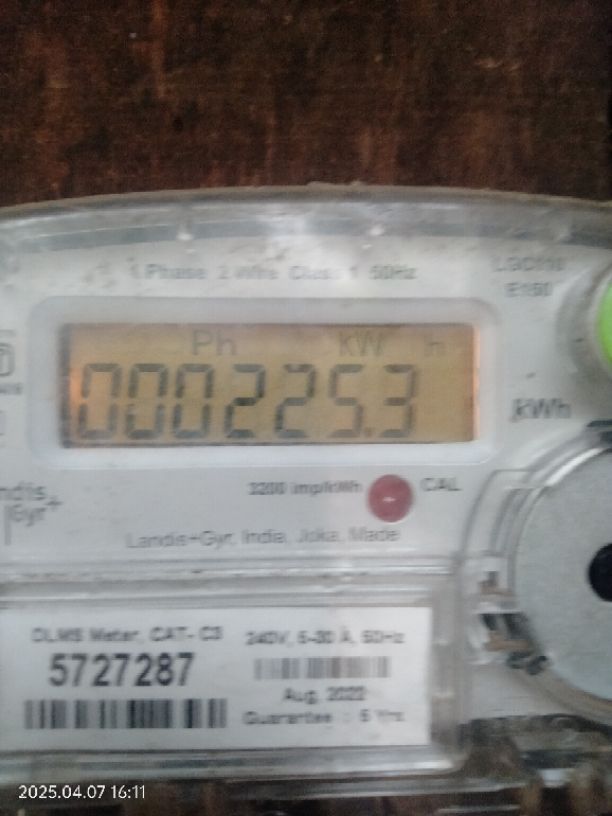 1 Phase 2 Wire Class 1 50Hz
E150
Ph kW h
000225.3
kWh
3200 imp/kWh CAL
Landis+Gyr, India, Joka, Made
DLMS Meter, CAT- C3
5727287
240V, 5-30 A, 50Hz
Aug. 2022
Guarantee : 5 Yrs
2025.04.07 16:11